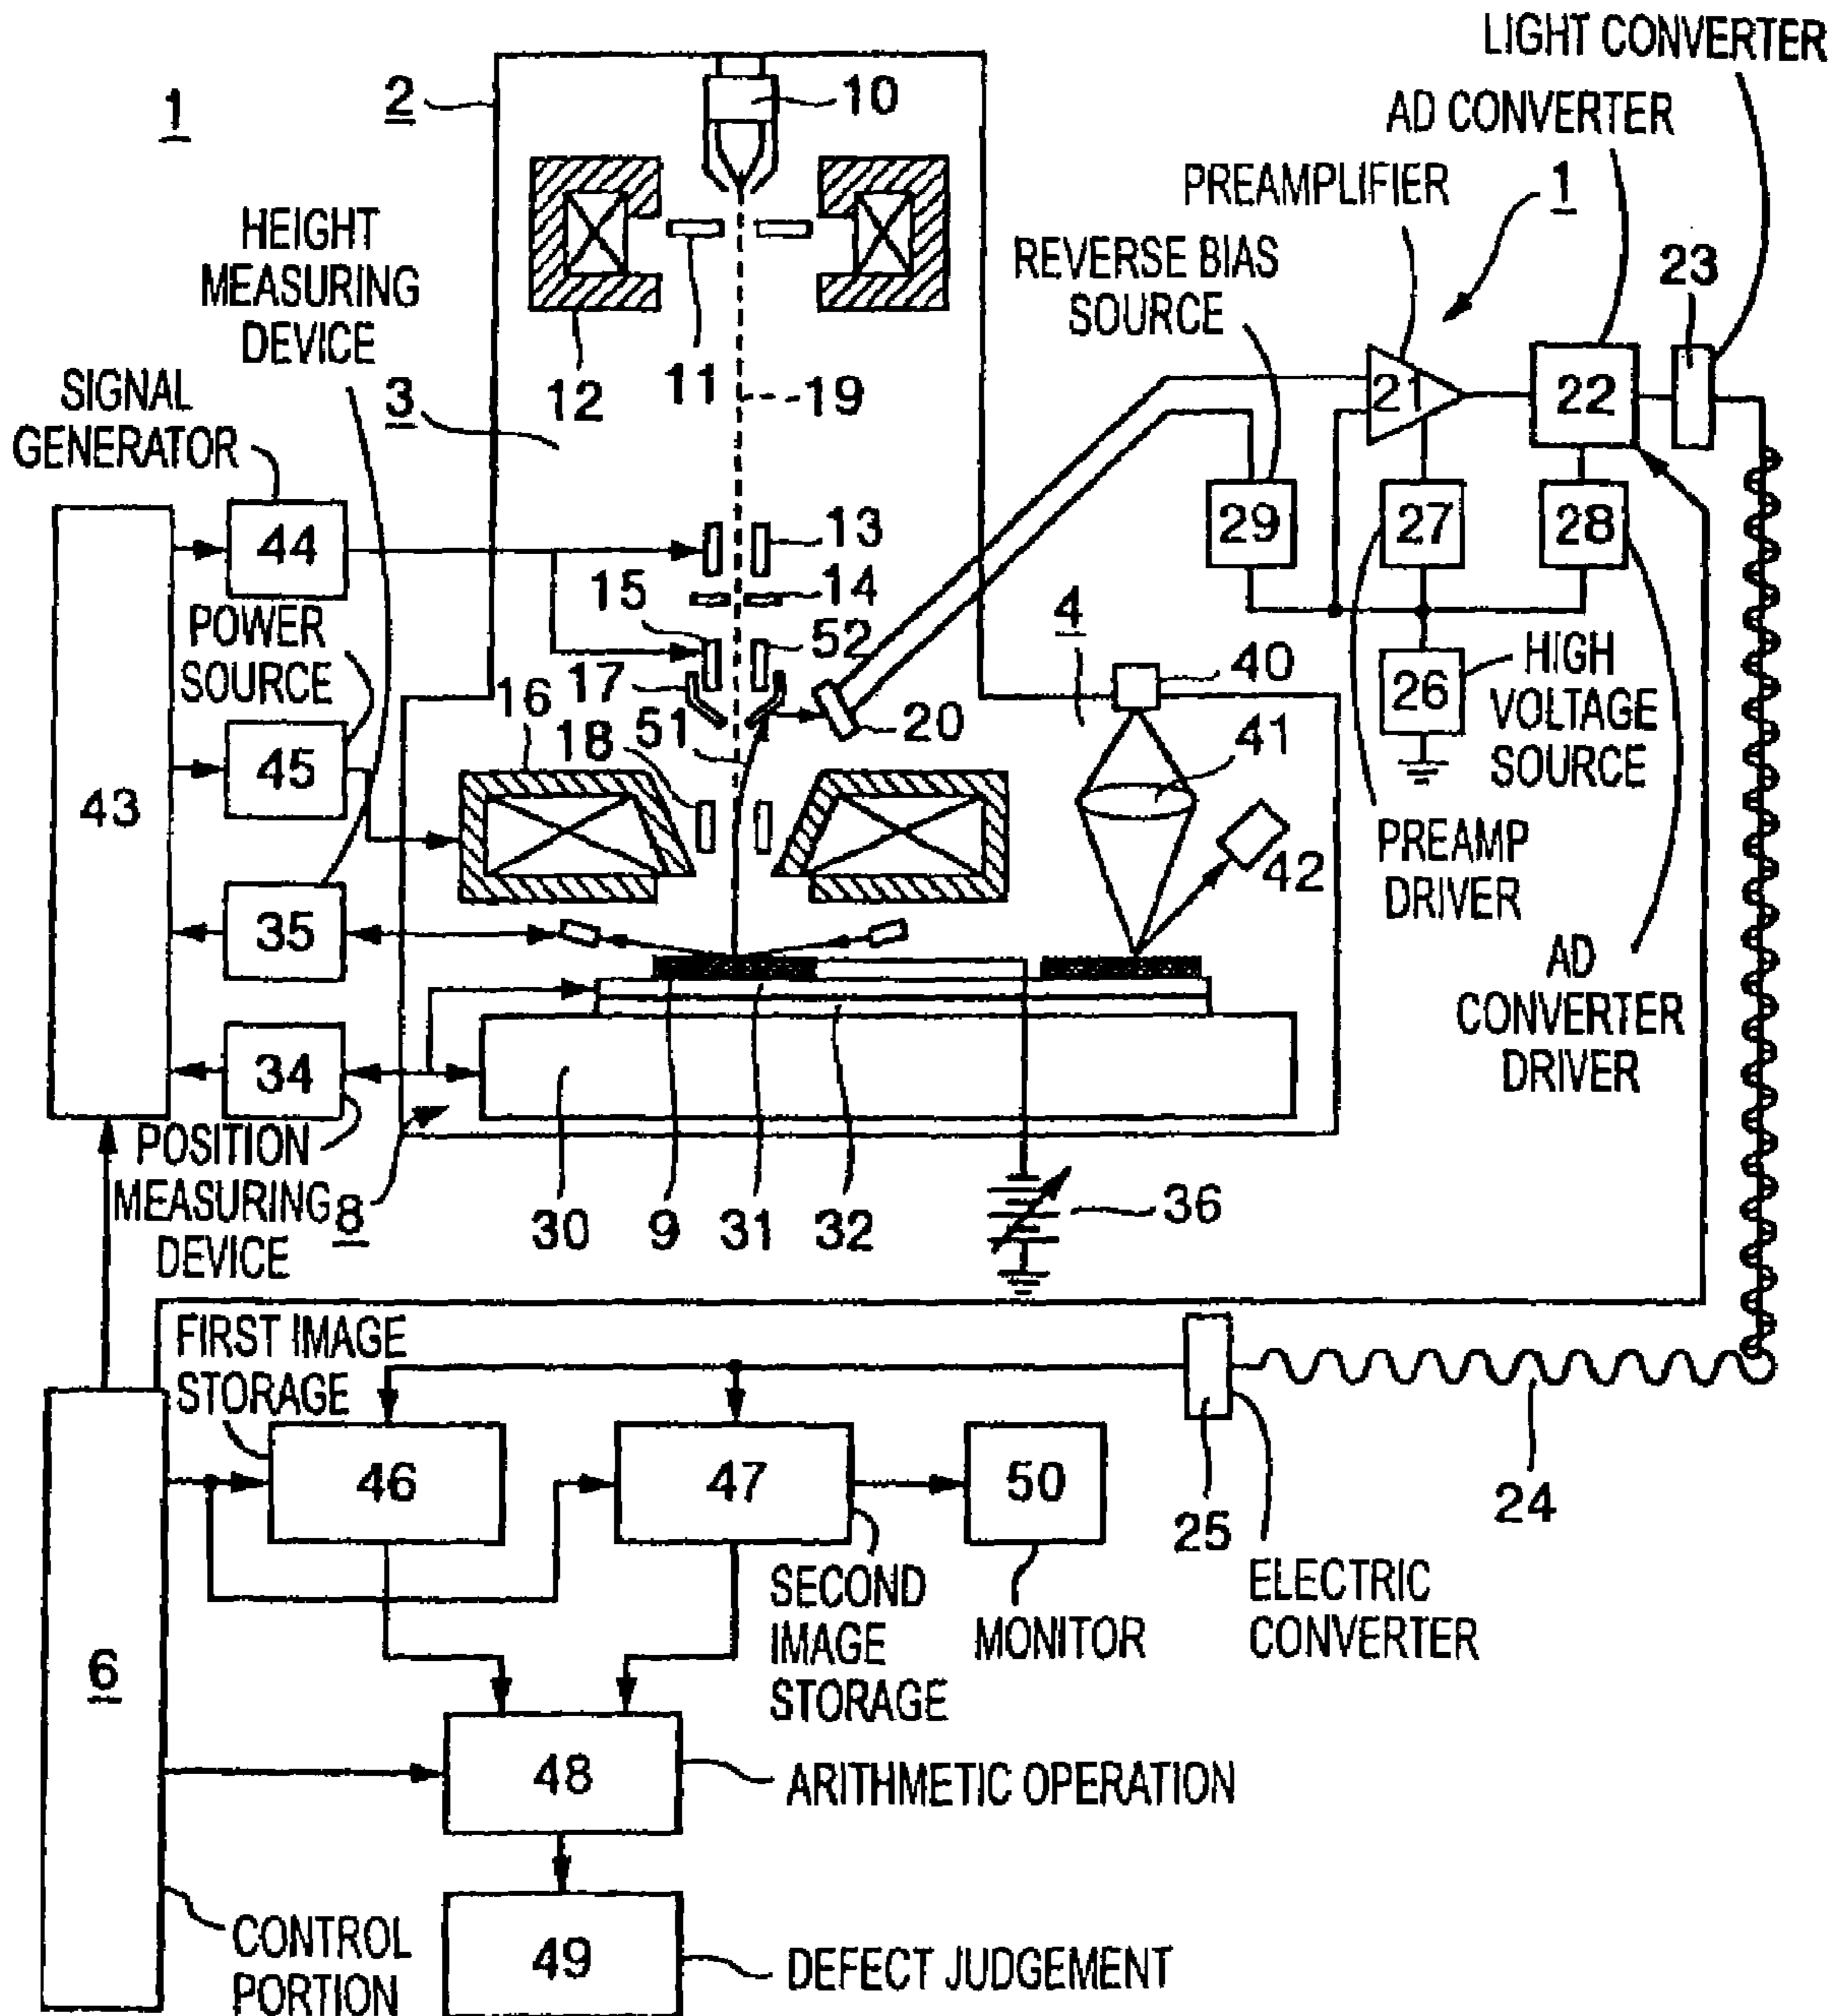 LIGHT CONVERTER
1
2
10
AD CONVERTER
PREAMPLIFIER
1
HEIGHT
MEASURING
DEVICE
REVERSE BIAS
SOURCE
23
12
11
19
21
22
SIGNAL
GENERATOR
3
44
13
29
27
28
15
14
4
POWER
SOURCE
17
52
40
26
HIGH
VOLTAGE
SOURCE
16
18
51
20
41
45
43
42
PREAMP
DRIVER
35
AD
CONVERTER
DRIVER
34
POSITION
MEASURING
DEVICE
8
30
9
31
32
36
FIRST IMAGE
STORAGE
46
47
50
25
24
SECOND
IMAGE
STORAGE
MONITOR
ELECTRIC
CONVERTER
6
48
ARITHMETIC OPERATION
CONTROL
PORTION
49
DEFECT JUDGEMENT